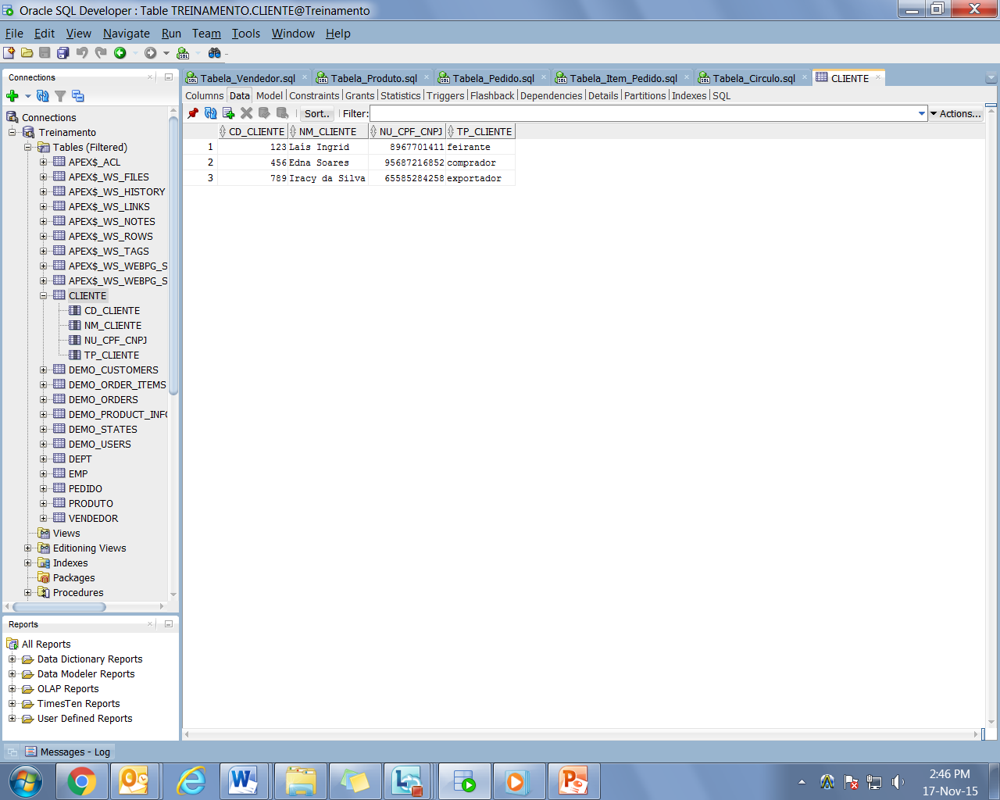 Oracle SQL Developer : Table TREINAMENTO.CLIENTE@Treinamento
File Edit View Navigate Run Team Tools Window Help
Connections
Connections
Treinamento
Tables (Filtered)
APEX$_ACL
APEX$_WS_FILES
APEX$_WS_HISTORY
APEX$_WS_LINKS
APEX$_WS_NOTES
APEX$_WS_ROWS
APEX$_WS_TAGS
APEX$_WS_WEBPG_S
APEX$_WS_WEBPG_S
CLIENTE
CD_CLIENTE
NM_CLIENTE
NU_CPF_CNPJ
TP_CLIENTE
DEMO_CUSTOMERS
DEMO_ORDER_ITEMS
DEMO_ORDERS
DEMO_PRODUCT_INFO
DEMO_STATES
DEMO_USERS
DEPT
EMP
PEDIDO
PRODUTO
VENDEDOR
Views
Editioning Views
Indexes
Packages
Procedures
Reports
All Reports
Data Dictionary Reports
Data Modeler Reports
OLAP Reports
TimesTen Reports
User Defined Reports
Tabela_Vendedor.sql Tabela_Produto.sql Tabela_Pedido.sql Tabela_Item_Pedido.sql Tabela_Circulo.sql CLIENTE
Columns Data Model Constraints Grants Statistics Triggers Flashback Dependencies Details Partitions Indexes SQL
Sort.. Filter: Actions...
CD_CLIENTE NM_CLIENTE NU_CPF_CNPJ TP_CLIENTE
1 123 Laís Ingrid 8967701411 feirante
2 456 Edna Soares 95687216852 comprador
3 789 Iracy da Silva 65585284258 exportador
Messages - Log
2:46 PM
17-Nov-15